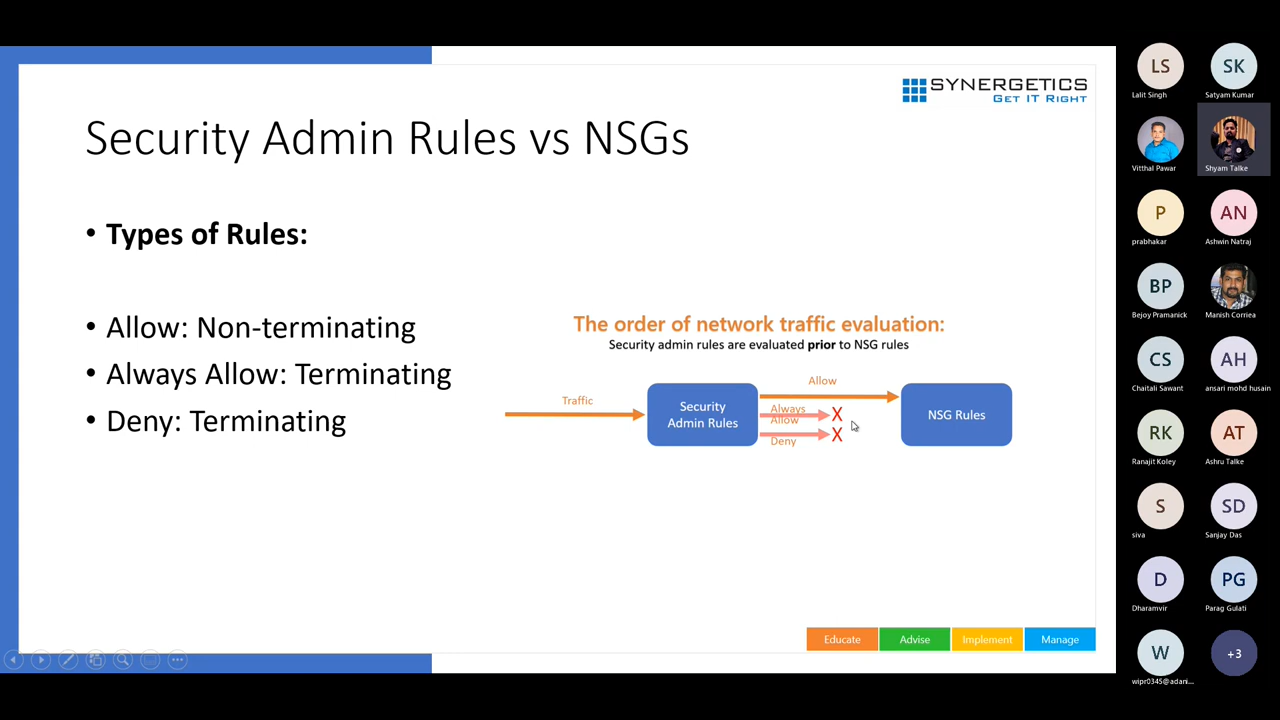 SYNERGETICS
GET IT RIGHT
Security Admin Rules vs NSGs
• Types of Rules:
• Allow: Non-terminating
• Always Allow: Terminating
• Deny: Terminating
The order of network traffic evaluation:
Security admin rules are evaluated prior to NSG rules
Traffic
Security
Admin Rules
Allow
Always
Allow
X
Deny
X
NSG Rules
Educate
Advise
Implement
Manage
LS
Lalit Singh
SK
Satyam Kumar
Vitthal Pawar
Shyam Talke
P
prabhakar
AN
Ashwin Natraj
BP
Bejoy Pramanick
Manish Corriea
CS
Chaitali Sawant
AH
ansari mohd husain
RK
Ranajit Koley
AT
Ashru Talke
S
siva
SD
Sanjay Das
D
Dharamvir
PG
Parag Gulati
W
wipr0345@adani...
+3